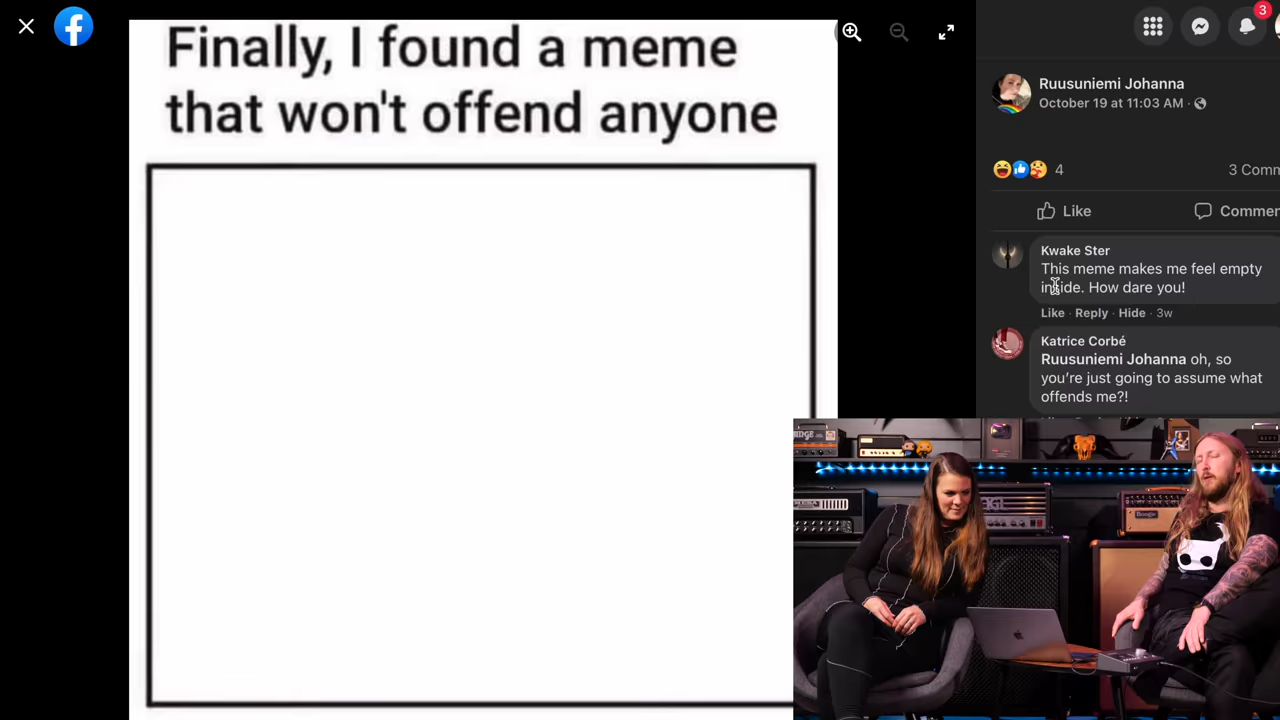 Finally, I found a meme
that won't offend anyone
3
Ruusuniemi Johanna
October 19 at 11:03 AM ·
4
3 Comm
Like
Commen
Kwake Ster
This meme makes me feel empty
inside. How dare you!
Like · Reply · Hide · 3w
Katrice Corbé
Ruusuniemi Johanna oh, so
you're just going to assume what
offends me?!